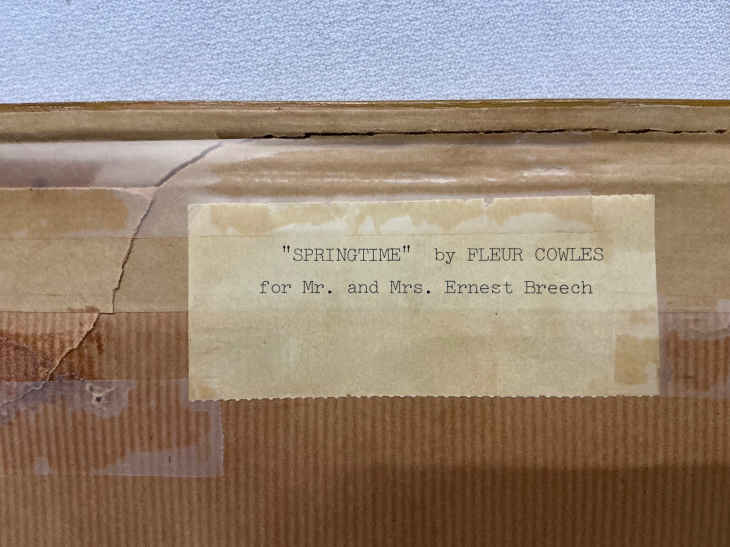 "SPRINGTIME" by FLEUR COWLES
for Mr. and Mrs. Ernest Breech